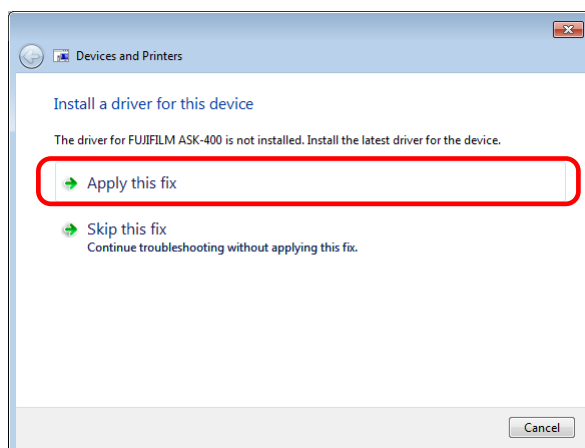 Devices and Printers
Install a driver for this device
The driver for FUJIFILM ASK-400 is not installed. Install the latest driver for the device.
Apply this fix
Skip this fix
Continue troubleshooting without applying this fix.
Cancel